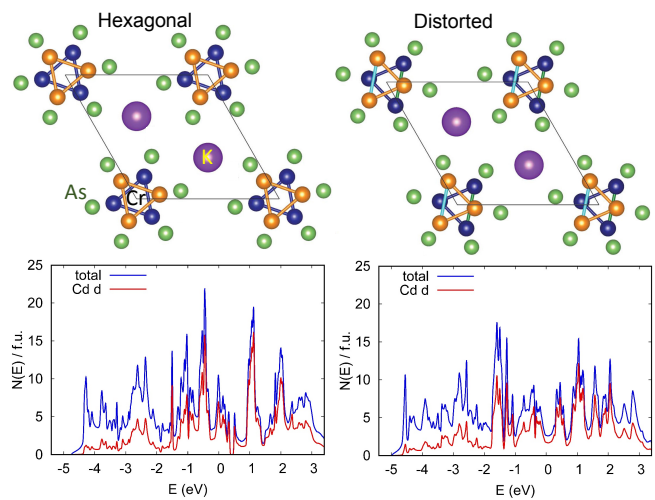 Hexagonal
Distorted
K
As
Cr
25
20
15
10
5
0
N(E) / f.u.
total
Cd d
-5 -4 -3 -2 -1 0 1 2 3
E (eV)
25
20
15
10
5
0
N(E) / f.u.
total
Cd d
-5 -4 -3 -2 -1 0 1 2 3
E (eV)